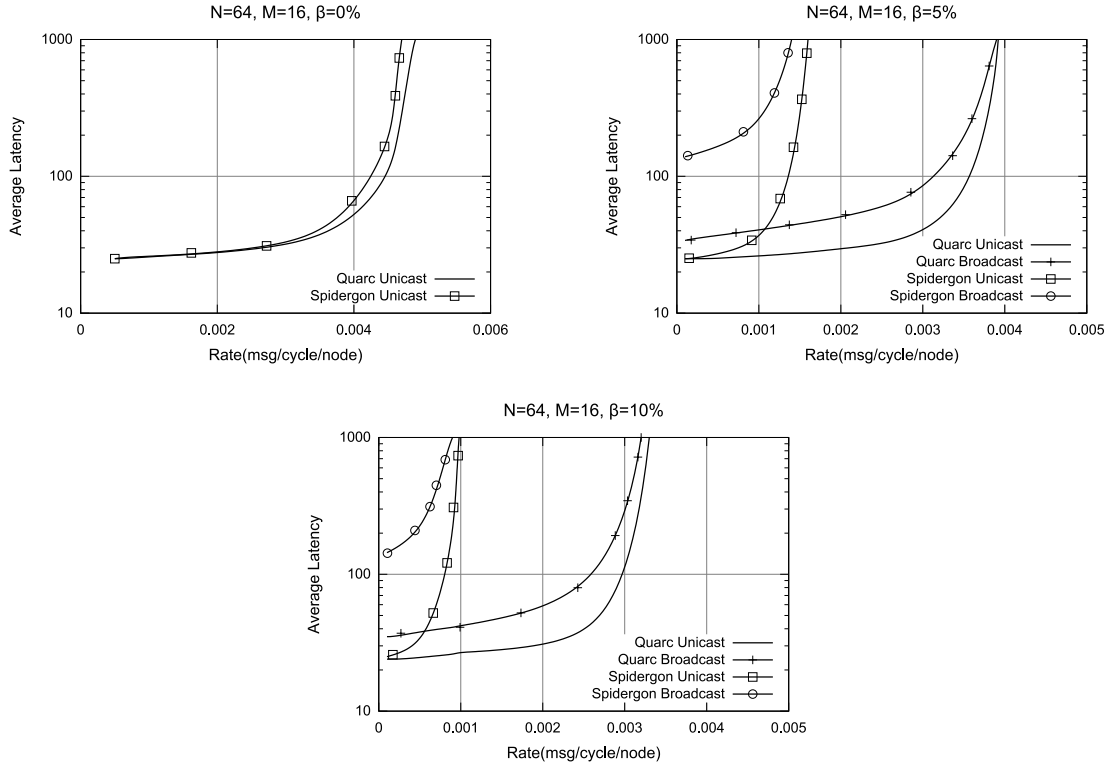 N=64, M=16, β=0%
1000
100
10
Average Latency
0
0.002
0.004
0.006
Rate(msg/cycle/node)
Quarc Unicast
Spidergon Unicast
N=64, M=16, β=5%
1000
100
10
Average Latency
0
0.001
0.002
0.003
0.004
0.005
Rate(msg/cycle/node)
Quarc Unicast
Quarc Broadcast
Spidergon Unicast
Spidergon Broadcast
N=64, M=16, β=10%
1000
100
10
Average Latency
0
0.001
0.002
0.003
0.004
0.005
Rate(msg/cycle/node)
Quarc Unicast
Quarc Broadcast
Spidergon Unicast
Spidergon Broadcast